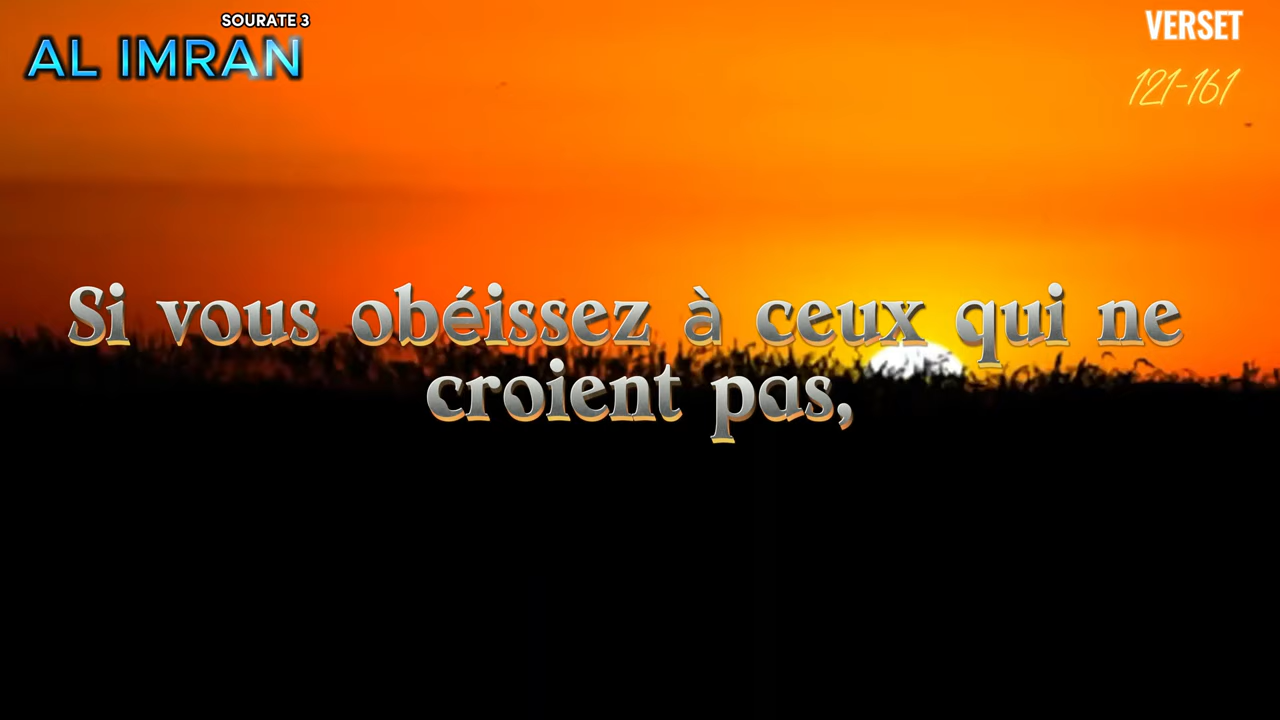 SOURATE 3
AL IMRAN
VERSET
121-161
Si vous obéissez à ceux qui ne
croient pas,